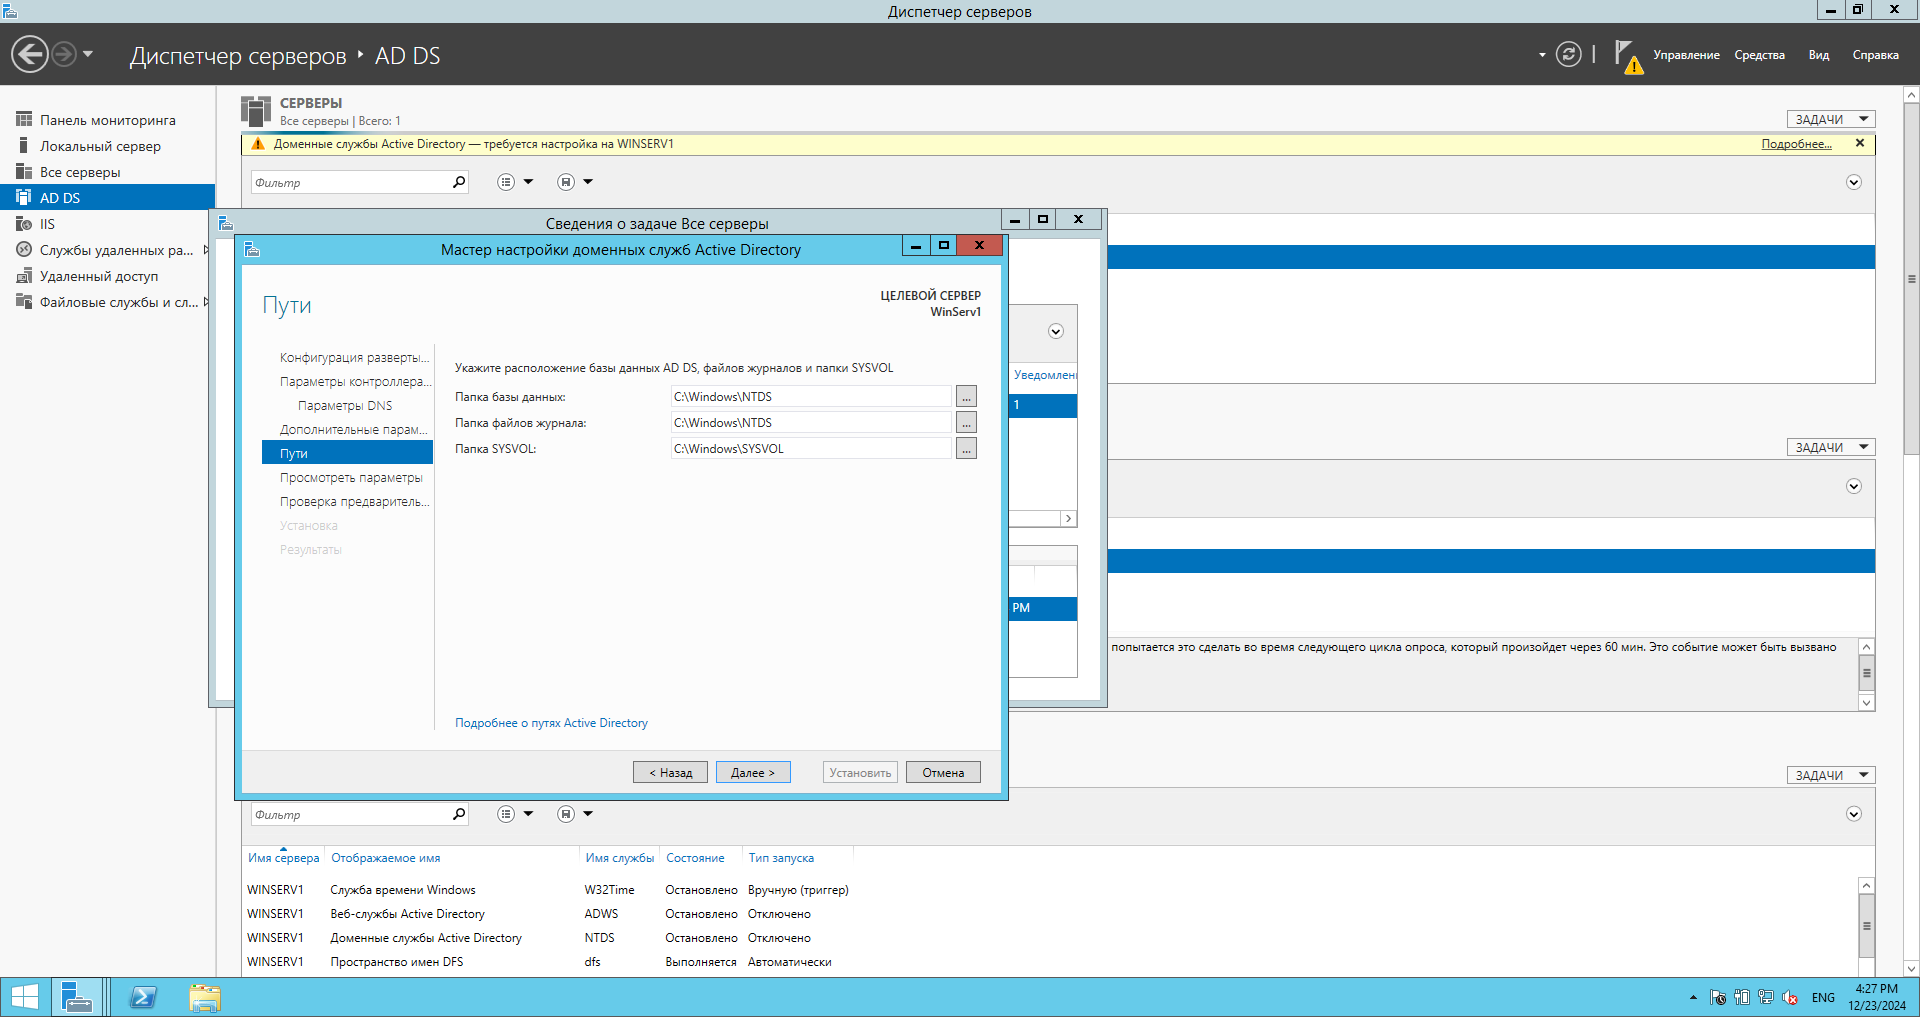 Диспетчер серверов
Диспетчер серверов ‣ AD DS
Управление Средства Вид Справка
Панель мониторинга
Локальный сервер
Все серверы
AD DS
IIS
Службы удаленных ра...
Удаленный доступ
Файловые службы и сл...
СЕРВЕРЫ
Все серверы | Всего: 1
ЗАДАЧИ
Доменные службы Active Directory — требуется настройка на WINSERV1
Подробнее...
Фильтр
Сведения о задаче Все серверы
Уведомлен
1
PM
Мастер настройки доменных служб Active Directory
Пути
ЦЕЛЕВОЙ СЕРВЕР
WinServ1
Конфигурация разверты...
Параметры контроллера...
Параметры DNS
Дополнительные парам...
Пути
Просмотреть параметры
Проверка предваритель...
Установка
Результаты
Укажите расположение базы данных AD DS, файлов журналов и папки SYSVOL
Папка базы данных: C:\Windows\NTDS ...
Папка файлов журнала: C:\Windows\NTDS ...
Папка SYSVOL: C:\Windows\SYSVOL ...
Подробнее о путях Active Directory
< Назад Далее > Установить Отмена
ЗАДАЧИ
попытается это сделать во время следующего цикла опроса, который произойдет через 60 мин. Это событие может быть вызвано
ЗАДАЧИ
Фильтр
Имя сервера Отображаемое имя Имя службы Состояние Тип запуска
WINSERV1 Служба времени Windows W32Time Остановлено Вручную (триггер)
WINSERV1 Веб-службы Active Directory ADWS Остановлено Отключено
WINSERV1 Доменные службы Active Directory NTDS Остановлено Отключено
WINSERV1 Пространство имен DFS dfs Выполняется Автоматически
ENG
4:27 PM
12/23/2024